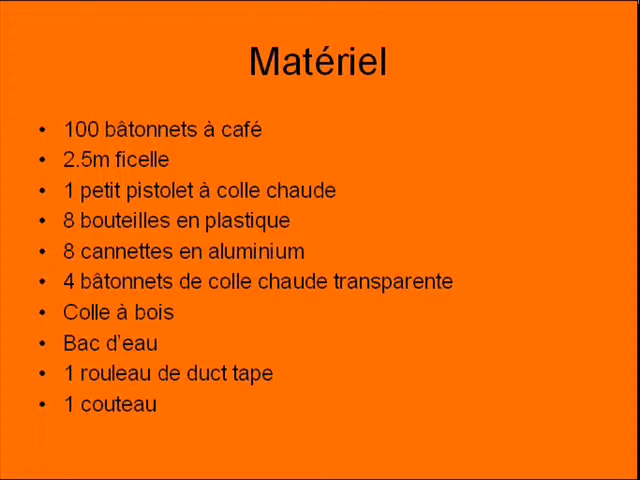 Matériel
• 100 bâtonnets à café
• 2.5m ficelle
• 1 petit pistolet à colle chaude
• 8 bouteilles en plastique
• 8 cannettes en aluminium
• 4 bâtonnets de colle chaude transparente
• Colle à bois
• Bac d’eau
• 1 rouleau de duct tape
• 1 couteau